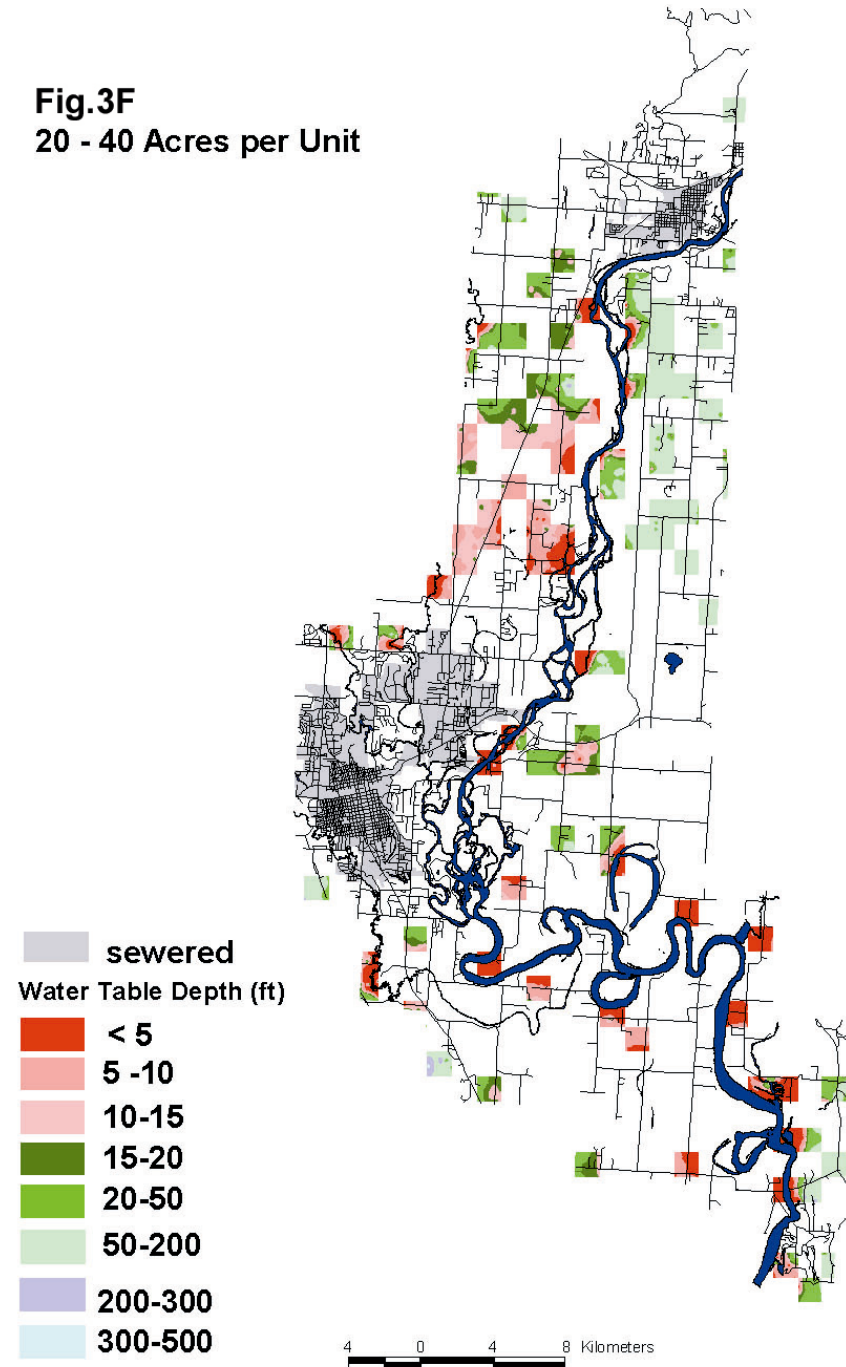 Fig.3F
20 - 40 Acres per Unit
sewered
Water Table Depth (ft)
< 5
5 -10
10-15
15-20
20-50
50-200
200-300
300-500
4 0 4 8 Kilometers